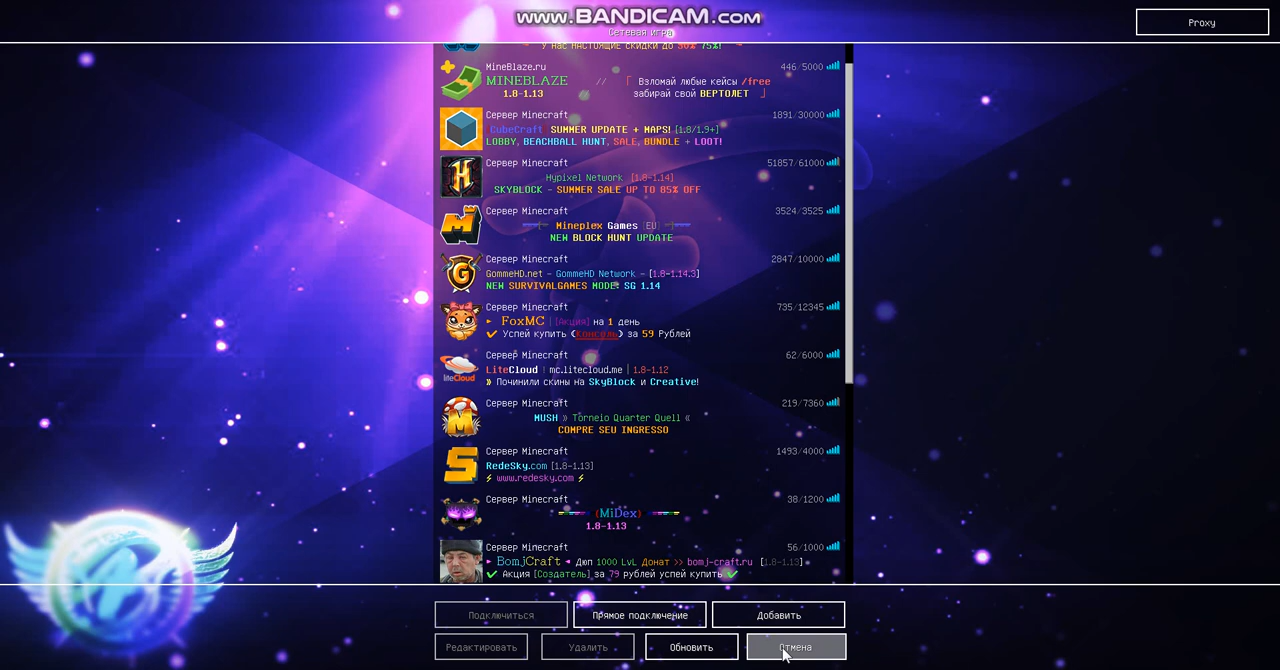 www.BANDICAM.com
Сетевая игра
Proxy
У нас НАСТОЯЩИЕ СКИДКИ до 90% 75%!
MineBlaze.ru 446/5000
MINEBLAZE // 「 Взломай любые кейсы /free
1.8-1.13 забирай свой ВЕРТОЛЕТ 」
Сервер Minecraft 1891/30000
CubeCraft SUMMER UPDATE + MAPS! [1.8/1.9+]
LOBBY, BEACHBALL HUNT, SALE, BUNDLE + LOOT!
Сервер Minecraft 51857/61000
Hypixel Network [1.8-1.14]
SKYBLOCK - SUMMER SALE UP TO 85% OFF
Сервер Minecraft 3524/3525
Mineplex Games [EU]
NEW BLOCK HUNT UPDATE
Сервер Minecraft 2847/10000
GommeHD.net - GommeHD Network - [1.8-1.14.3]
NEW SURVIVALGAMES MODE: SG 1.14
Сервер Minecraft 735/12345
► FoxMC | [Акция] на 1 день
✔ Успей купить (Консоль) за 59 Рублей
Сервер Minecraft 62/6000
LiteCloud | mc.litecloud.me | 1.8-1.12
liteCloud
» Починили скины на SkyBlock и Creative!
Сервер Minecraft 219/7360
MUSH » Torneio Quarter Quell «
COMPRE SEU INGRESSO
Сервер Minecraft 1493/4000
RedeSky.com [1.8-1.13]
⚡ www.redesky.com ⚡
Сервер Minecraft 38/1200
(MiDex)
1.8-1.13
Сервер Minecraft 56/1000
► BomjCraft ◄ Дюп 1000 LvL Донат >> bomj-craft.ru [1.8-1.13]
✔ Акция [Создатель] за 79 рублей успей купить ✔
Подключиться Прямое подключение Добавить
Редактировать Удалить Обновить Отмена